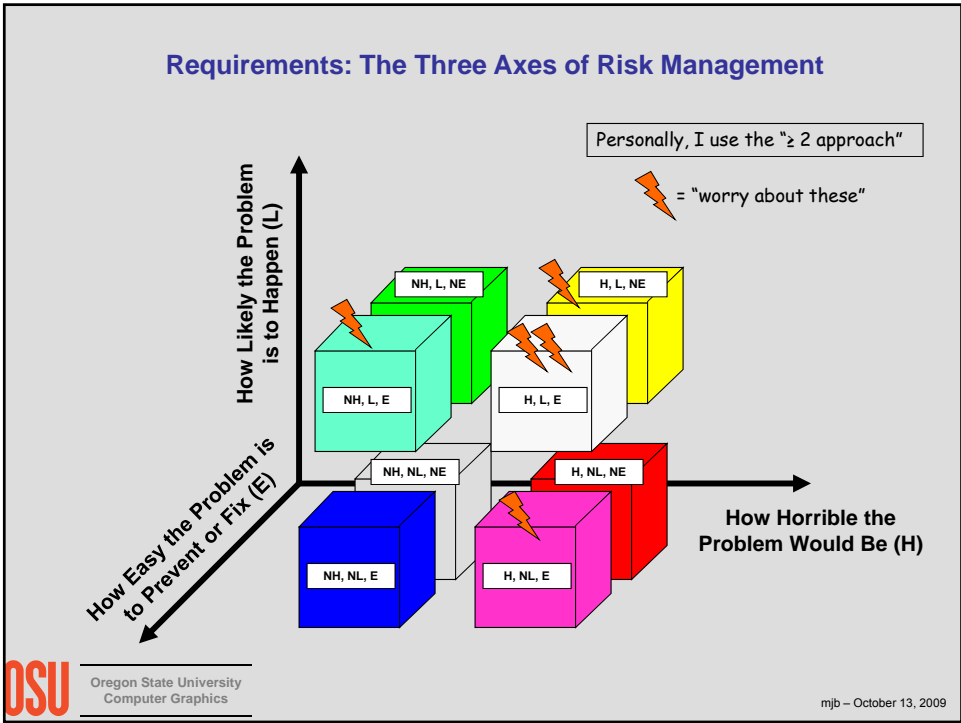 Requirements: The Three Axes of Risk Management
Personally, I use the “≥ 2 approach”
= “worry about these”
How Likely the Problem
is to Happen (L)
NH, L, NE
H, L, NE
NH, L, E
H, L, E
NH, NL, NE
H, NL, NE
NH, NL, E
H, NL, E
How Easy the Problem is
to Prevent or Fix (E)
How Horrible the
Problem Would Be (H)
OSU
Oregon State University
Computer Graphics
mjb – October 13, 2009